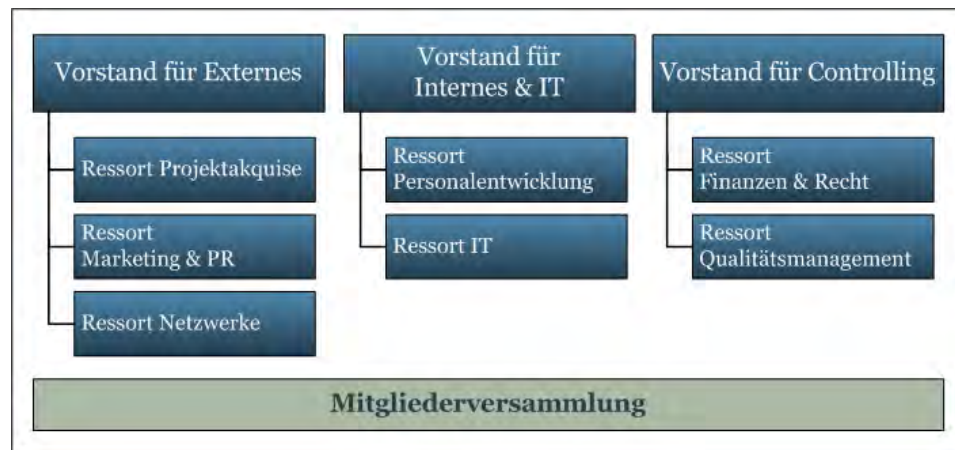 Vorstand für Externes
Ressort Projektakquise
Ressort
Marketing & PR
Ressort Netzwerke
Vorstand für
Internes & IT
Ressort
Personalentwicklung
Ressort IT
Vorstand für Controlling
Ressort
Finanzen & Recht
Ressort
Qualitätsmanagement
Mitgliederversammlung